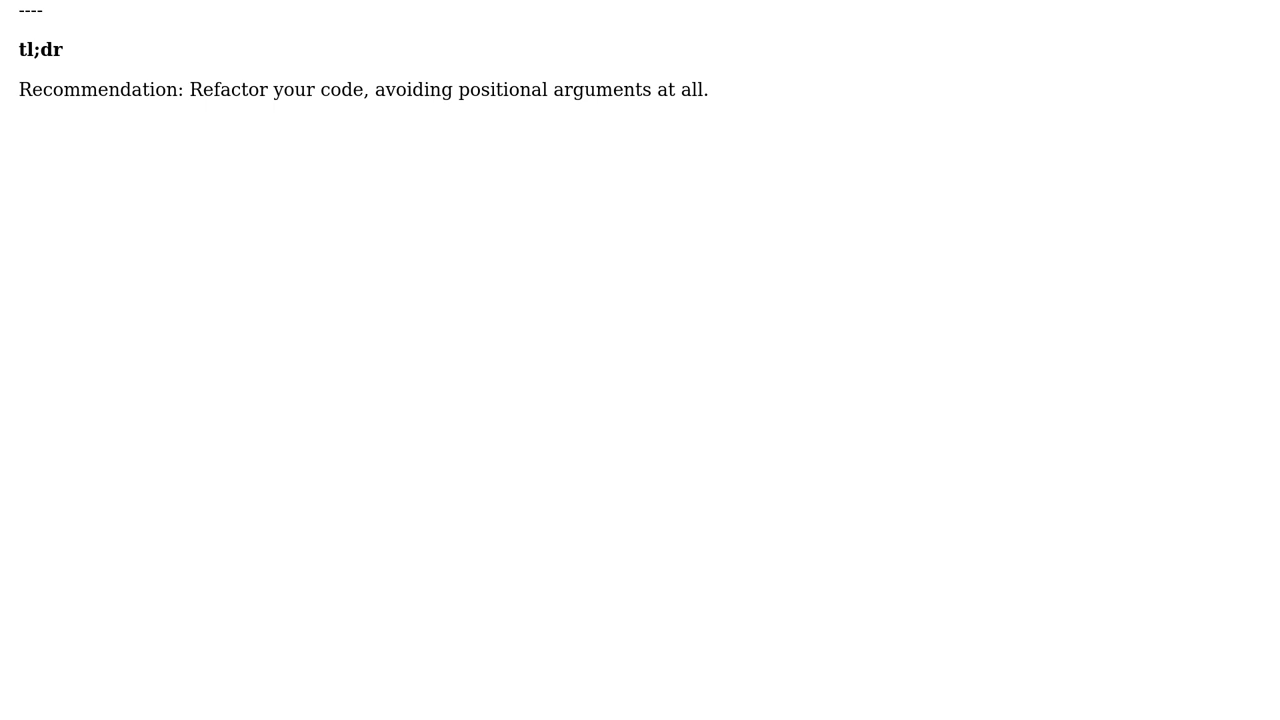 ----
tl;dr
Recommendation: Refactor your code, avoiding positional arguments at all.